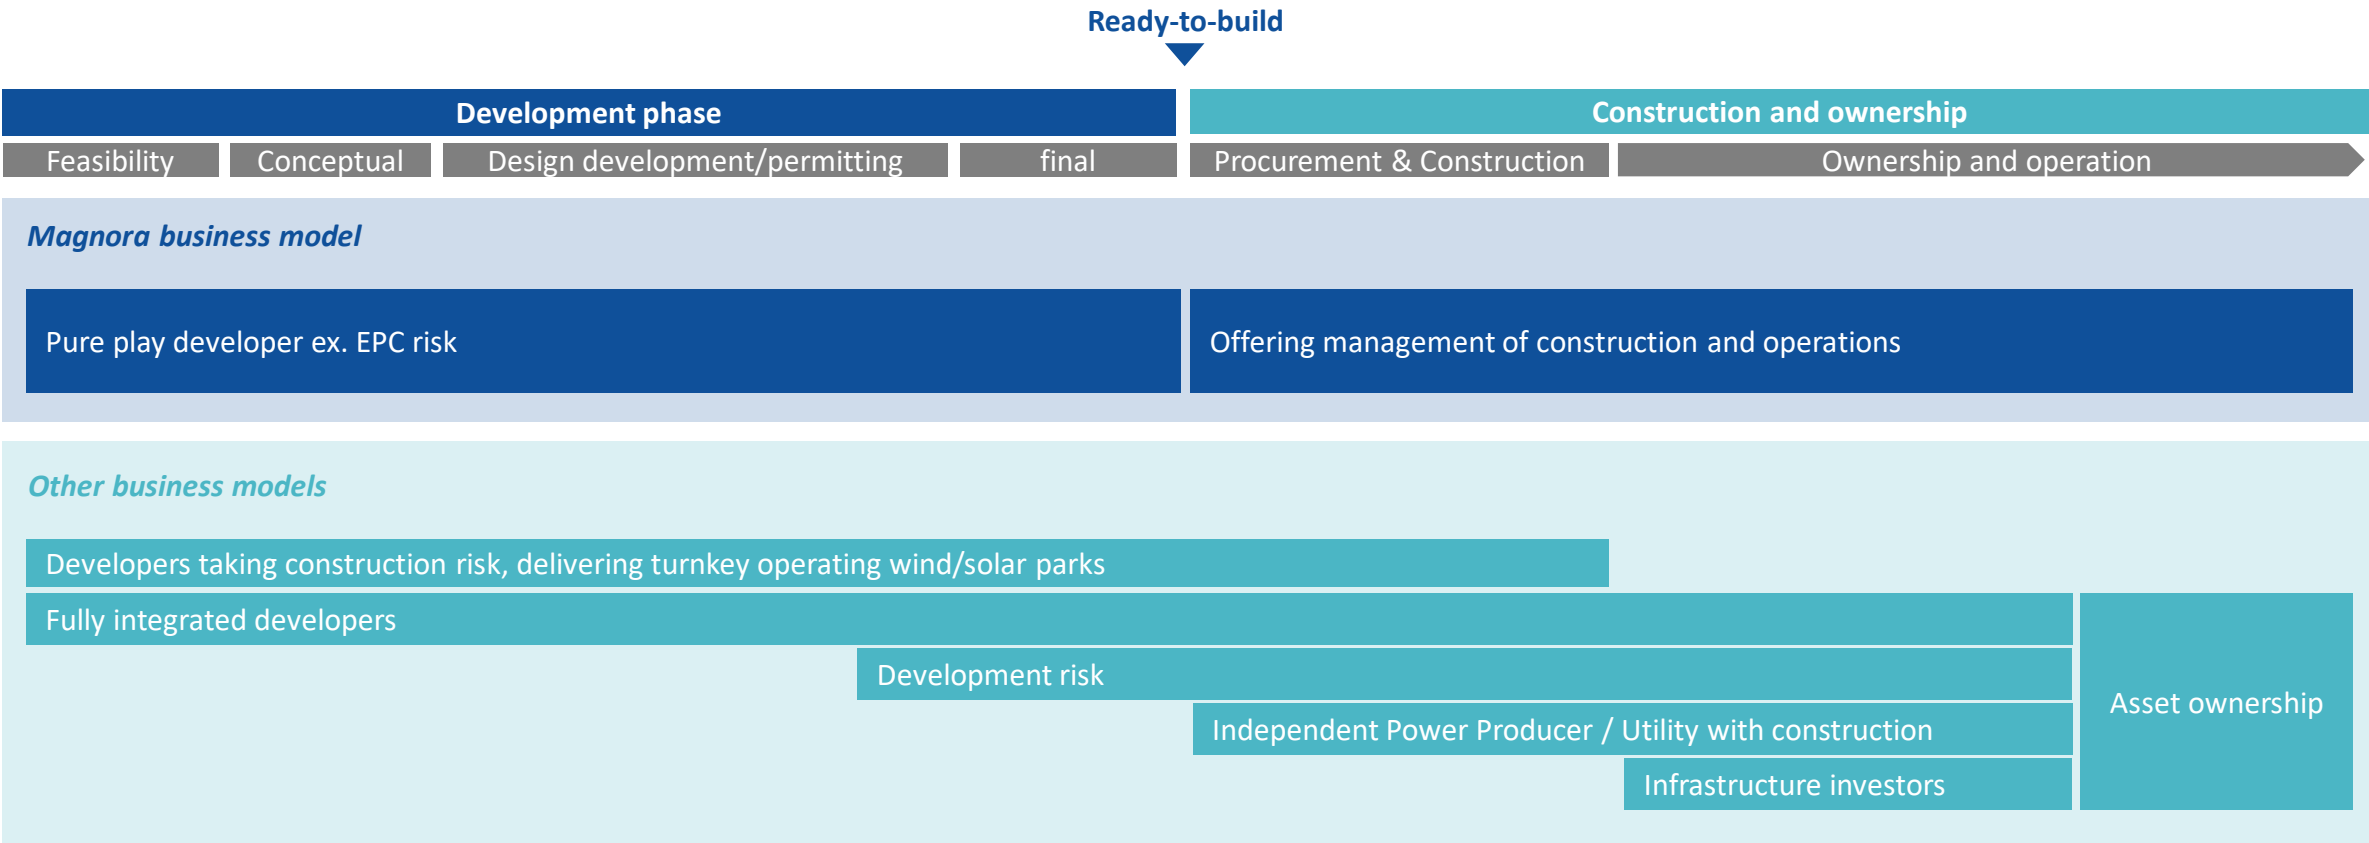 Ready-to-build
Development phase
Construction and ownership
Feasibility
Conceptual
Design development/permitting
final
Procurement & Construction
Ownership and operation
Magnora business model
Pure play developer ex. EPC risk
Offering management of construction and operations
Other business models
Developers taking construction risk, delivering turnkey operating wind/solar parks
Fully integrated developers
Development risk
Independent Power Producer / Utility with construction
Infrastructure investors
Asset ownership